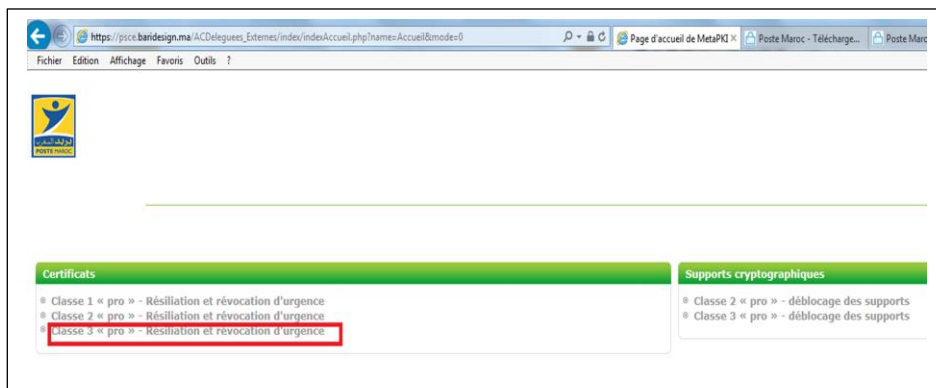 https://psce.baridesign.ma/ACDeleguees_Externes/index/indexAccueil.php?name=Accueil&mode=0
Page d'accueil de MetaPKI
Poste Maroc - Télécharge...
Poste Marc
Fichier Edition Affichage Favoris Outils ?
بريد المغرب
POSTE MAROC
Certificats
Classe 1 « pro » - Résiliation et révocation d'urgence
Classe 2 « pro » - Résiliation et révocation d'urgence
Classe 3 « pro » - Résiliation et révocation d'urgence
Supports cryptographiques
Classe 2 « pro » - déblocage des supports
Classe 3 « pro » - déblocage des supports